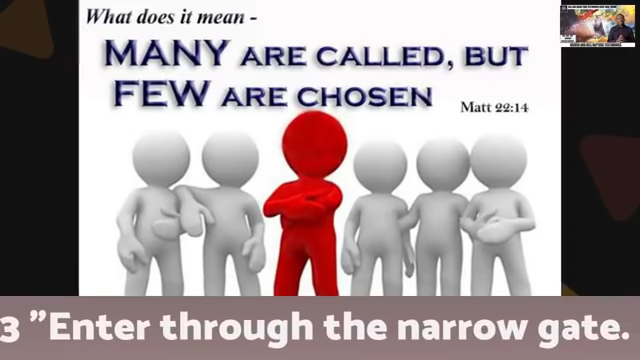 What does it mean -
MANY ARE CALLED, BUT
FEW ARE CHOSEN
Matt 22:14
3 ”Enter through the narrow gate.